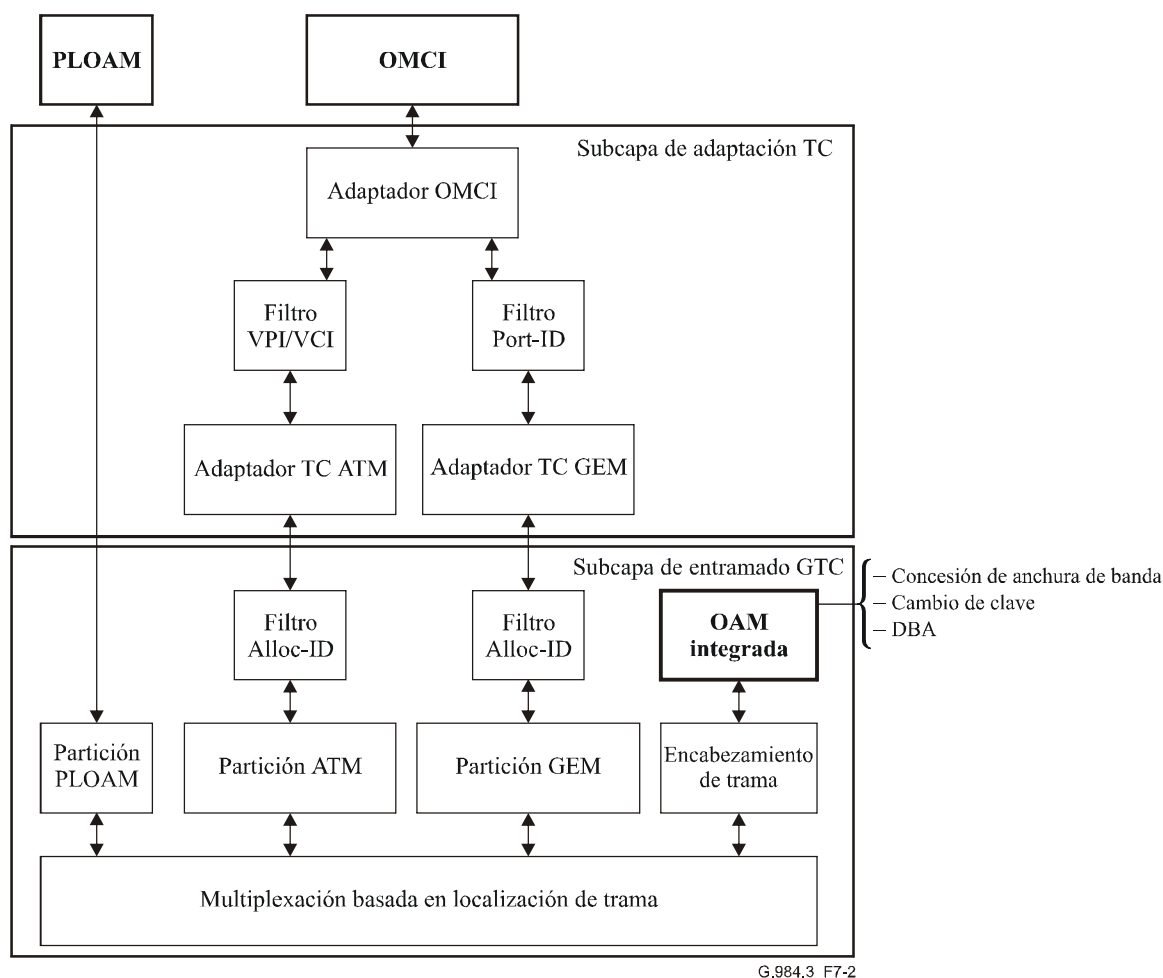 PLOAM
OMCI
Subcapa de adaptación TC
Adaptador OMCI
Filtro
VPI/VCI
Filtro
Port-ID
Adaptador TC ATM
Adaptador TC GEM
Subcapa de entramado GTC
– Concesión de anchura de banda
– Cambio de clave
– DBA
Filtro
Alloc-ID
Filtro
Alloc-ID
OAM
integrada
Partición
PLOAM
Partición ATM
Partición GEM
Encabezamiento
de trama
Multiplexación basada en localización de trama
G.984.3_F7-2